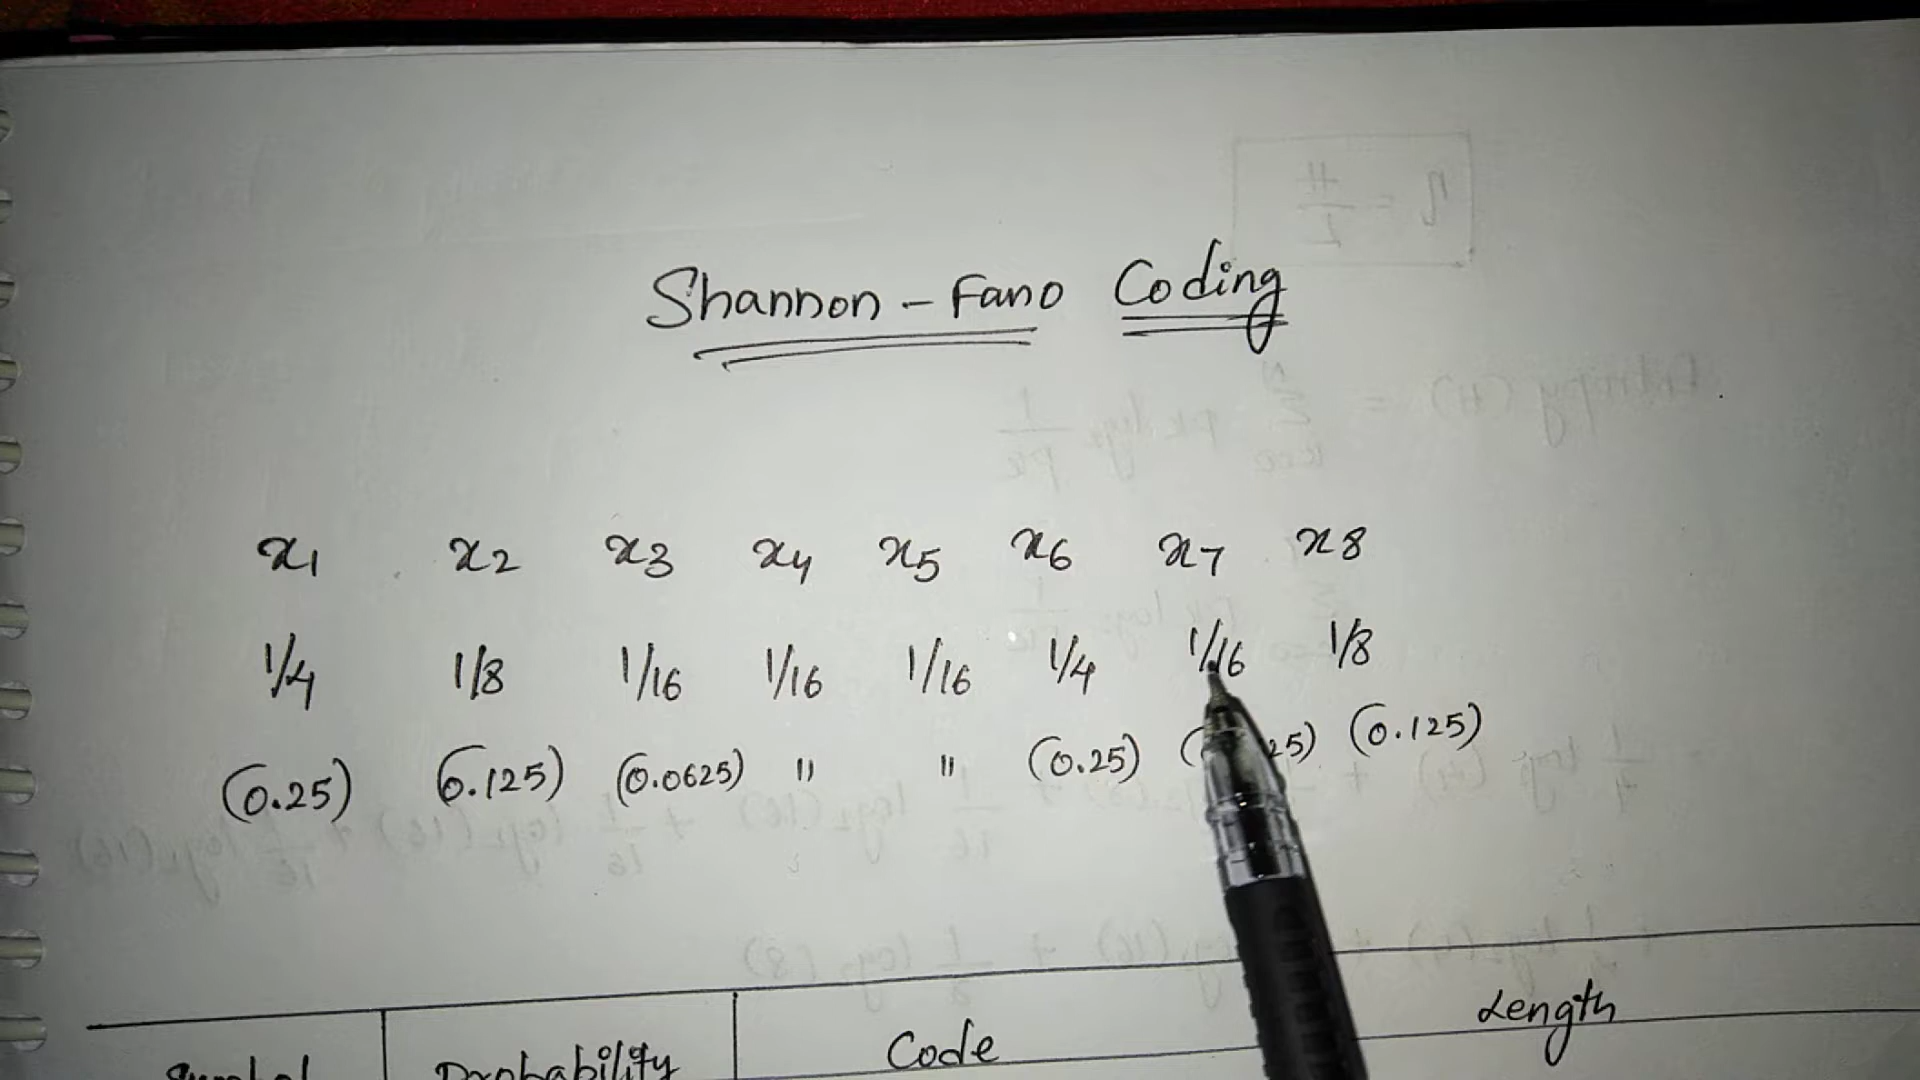 Shannon - Fano Coding
x1 x2 x3 x4 x5 x6 x7 x8
1/4 1/8 1/16 1/16 1/16 1/4 1/16 1/8
(0.25) (0.125) (0.0625) " " (0.25) 25) (0.125)
Symbol Probability Code Length